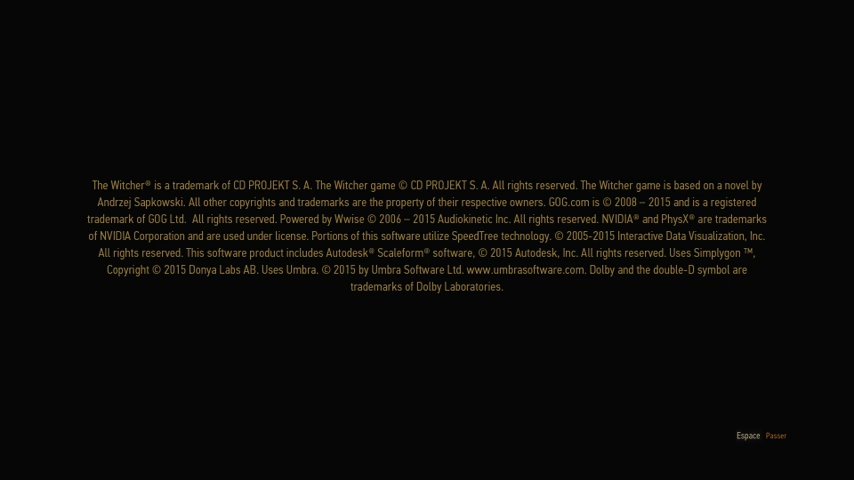 The Witcher® is a trademark of CD PROJEKT S. A. The Witcher game © CD PROJEKT S. A. All rights reserved. The Witcher game is based on a novel by
Andrzej Sapkowski. All other copyrights and trademarks are the property of their respective owners. GOG.com is © 2008 – 2015 and is a registered
trademark of GOG Ltd.  All rights reserved. Powered by Wwise © 2006 – 2015 Audiokinetic Inc. All rights reserved. NVIDIA® and PhysX® are trademarks
of NVIDIA Corporation and are used under license. Portions of this software utilize SpeedTree technology. © 2005-2015 Interactive Data Visualization, Inc.
All rights reserved. This software product includes Autodesk® Scaleform® software, © 2015 Autodesk, Inc. All rights reserved. Uses Simplygon ™,
Copyright © 2015 Donya Labs AB. Uses Umbra. © 2015 by Umbra Software Ltd. www.umbrasoftware.com. Dolby and the double-D symbol are
trademarks of Dolby Laboratories.
Espace Passer